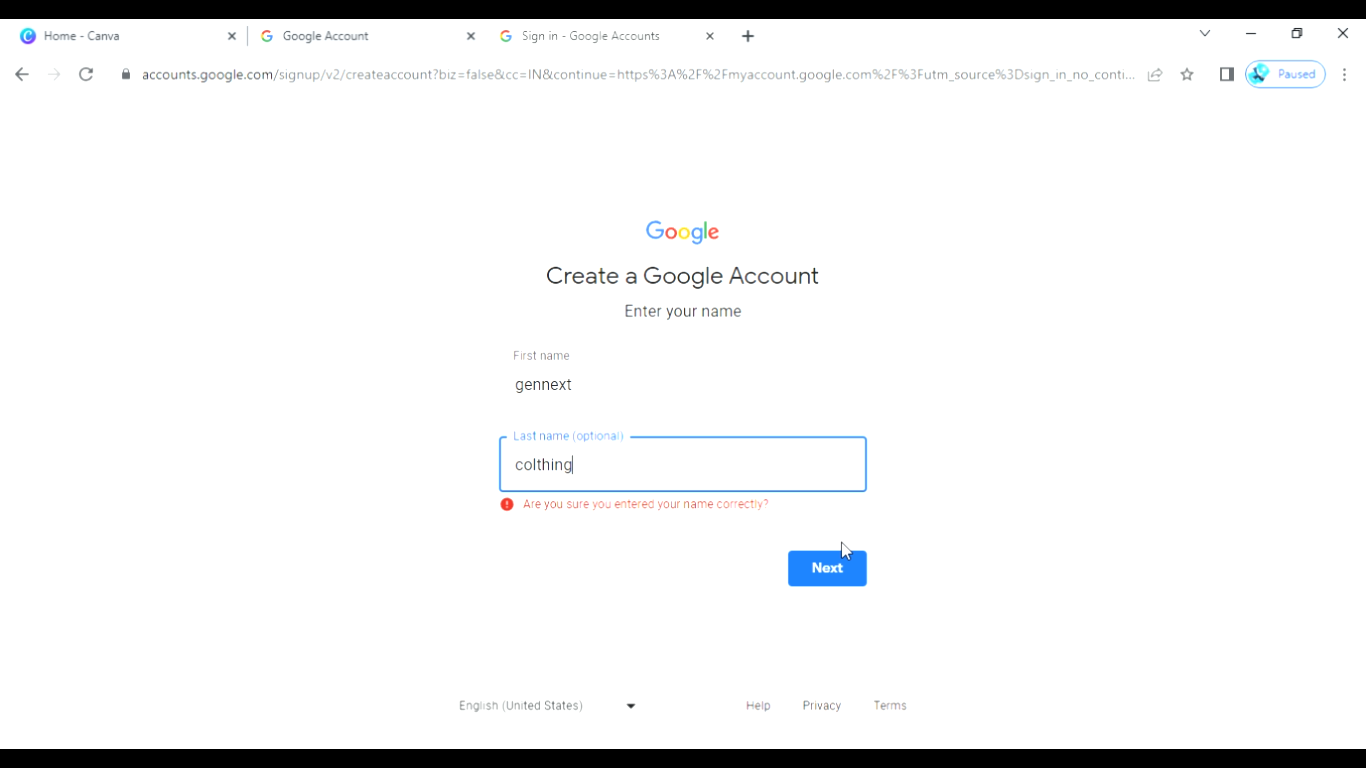 Home - Canva
Google Account
Sign in - Google Accounts
accounts.google.com/signup/v2/createaccount?biz=false&cc=IN&continue=https%3A%2F%2Fmyaccount.google.com%2F%3Futm_source%3Dsign_in_no_conti...
Paused
Google
Create a Google Account
Enter your name
First name
gennext
Last name (optional)
colthing
Are you sure you entered your name correctly?
Next
English (United States)
Help
Privacy
Terms